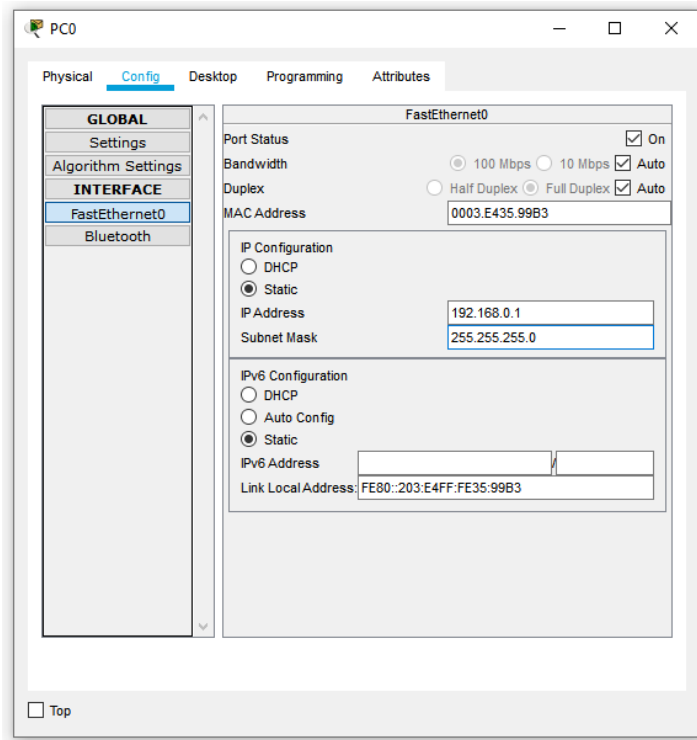 PC0
Physical Config Desktop Programming Attributes
GLOBAL
Settings
Algorithm Settings
INTERFACE
FastEthernet0
Bluetooth
FastEthernet0
Port Status On
Bandwidth 100 Mbps 10 Mbps Auto
Duplex Half Duplex Full Duplex Auto
MAC Address 0003.E435.99B3
IP Configuration
DHCP
Static
IP Address 192.168.0.1
Subnet Mask 255.255.255.0
IPv6 Configuration
DHCP
Auto Config
Static
IPv6 Address /
Link Local Address: FE80::203:E4FF:FE35:99B3
Top